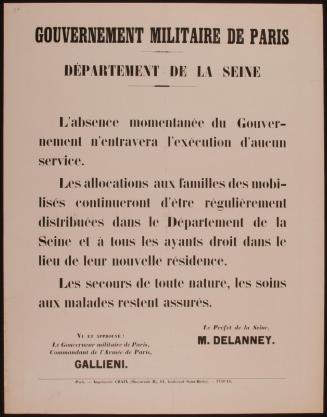 GOUVERNEMENT MILITAIRE DE PARIS
DÉPARTEMENT DE LA SEINE
L'absence momentanée du Gouver-
nement n'entravera l'exécution d'aucun
service.
Les allocations aux familles des mobi-
lisés continueront d'être régulièrement
distribuées dans le Département de la
Seine et à tous les ayants droit dans le
lieu de leur nouvelle résidence.
Les secours de toute nature, les soins
aux malades restent assurés.
VU ET APPROUVÉ :
Le Gouverneur militaire de Paris,
Commandant de l'Armée de Paris,
GALLIENI.
Le Préfet de la Seine,
M. DELANNEY.
Paris. — Imprimerie CHAIX